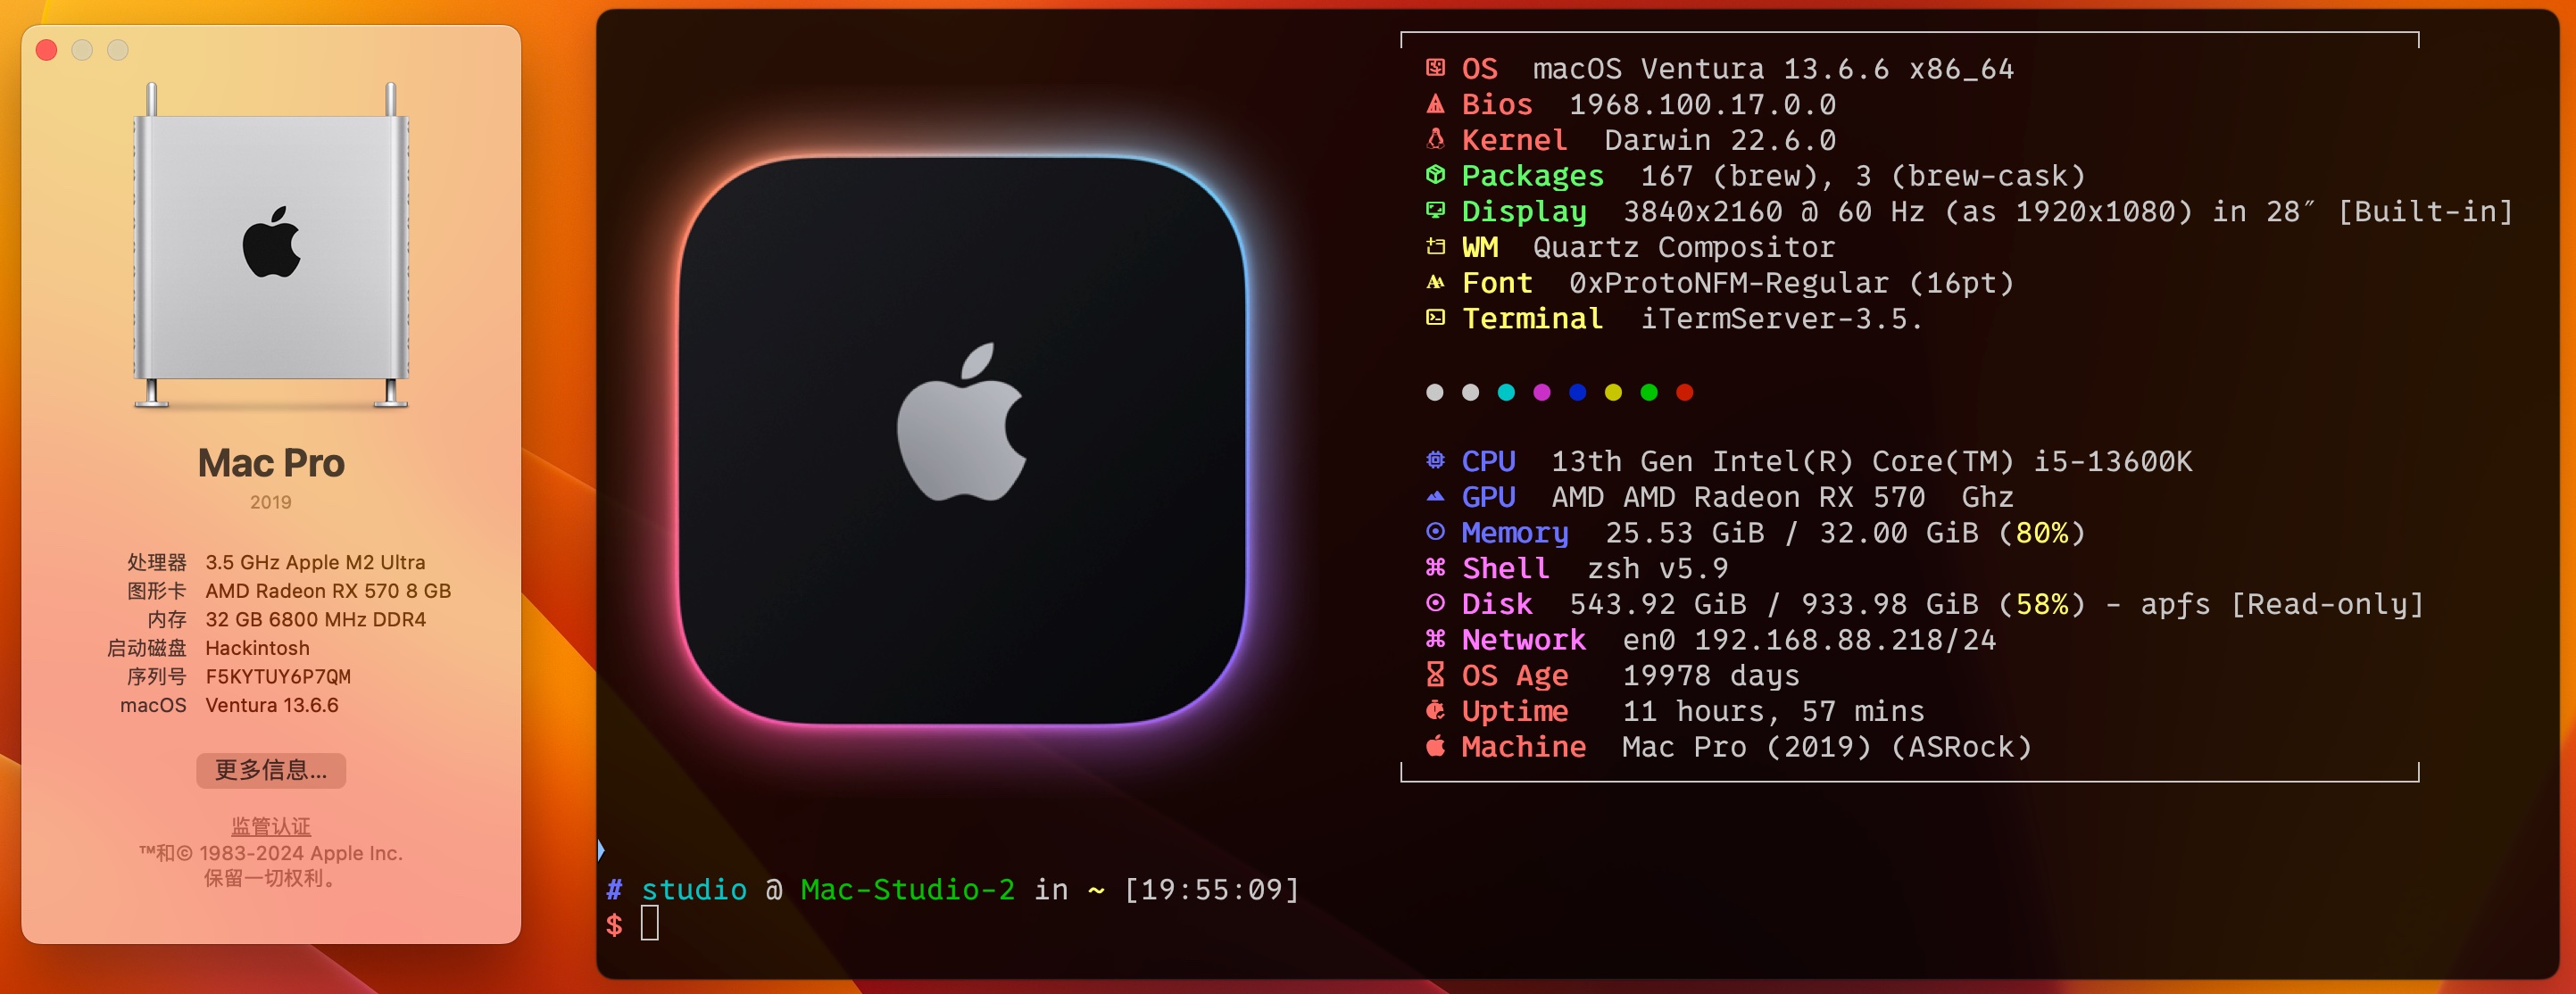 Mac Pro
2019
处理器 3.5 GHz Apple M2 Ultra
图形卡 AMD Radeon RX 570 8 GB
内存 32 GB 6800 MHz DDR4
启动磁盘 Hackintosh
序列号 F5KYTUY6P7QM
macOS Ventura 13.6.6
更多信息...
监管认证
™和© 1983-2024 Apple Inc.
保留一切权利。
OS macOS Ventura 13.6.6 x86_64
Bios 1968.100.17.0.0
Kernel Darwin 22.6.0
Packages 167 (brew), 3 (brew-cask)
Display 3840x2160 @ 60 Hz (as 1920x1080) in 28″ [Built-in]
WM Quartz Compositor
Font 0xProtoNFM-Regular (16pt)
Terminal iTermServer-3.5.
CPU 13th Gen Intel(R) Core(TM) i5-13600K
GPU AMD AMD Radeon RX 570 Ghz
Memory 25.53 GiB / 32.00 GiB (80%)
Shell zsh v5.9
Disk 543.92 GiB / 933.98 GiB (58%) - apfs [Read-only]
Network en0 192.168.88.218/24
OS Age 19978 days
Uptime 11 hours, 57 mins
Machine Mac Pro (2019) (ASRock)
# studio @ Mac-Studio-2 in ~ [19:55:09]
$